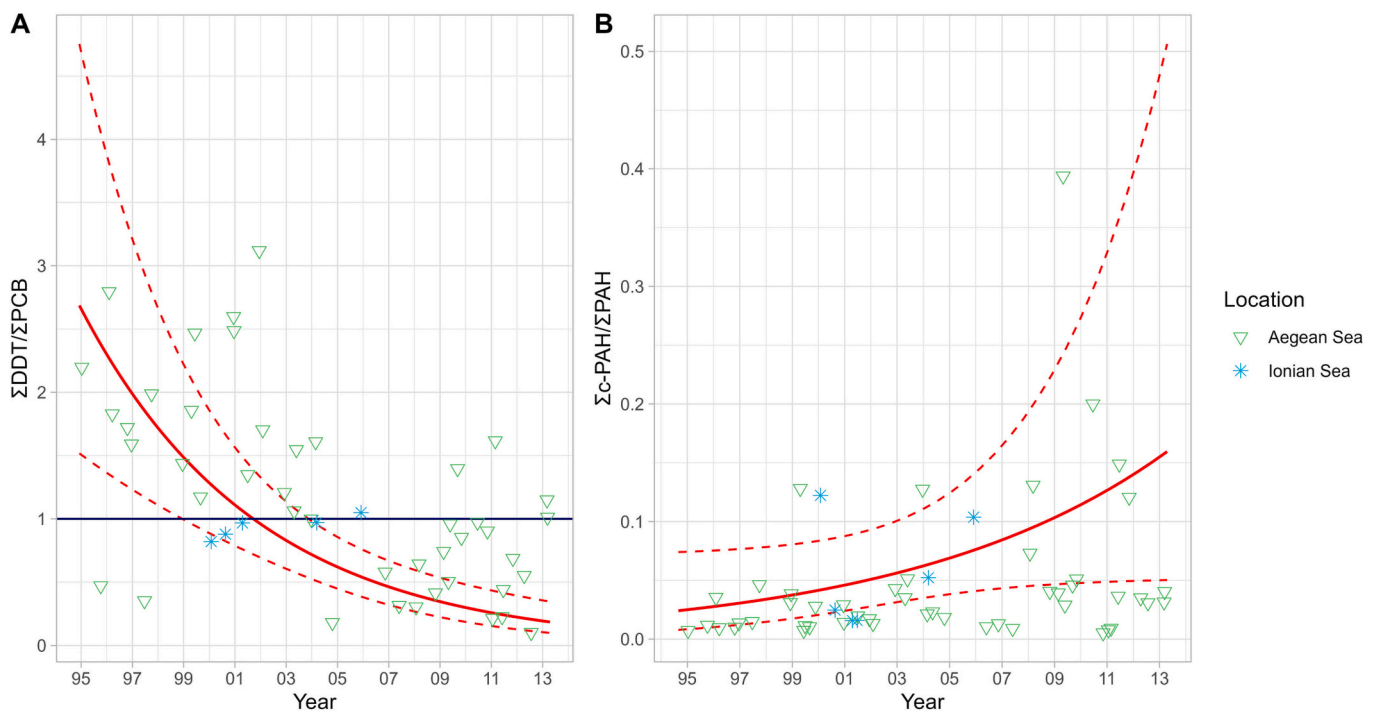 A
ΣDDT/ΣPCB
4
3
2
1
0
95 97 99 01 03 05 07 09 11 13
Year
B
Σc-PAH/ΣPAH
0.5
0.4
0.3
0.2
0.1
0.0
95 97 99 01 03 05 07 09 11 13
Year
Location
Aegean Sea
Ionian Sea